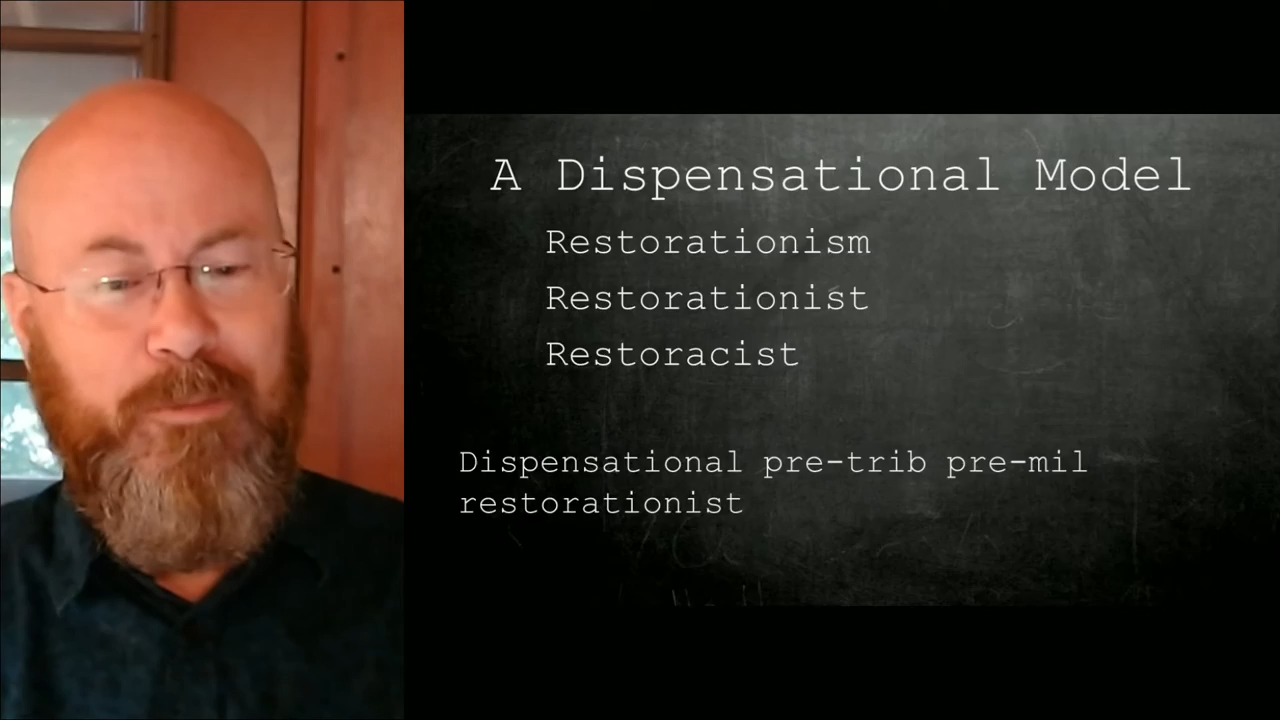 A Dispensational Model
Restorationism
Restorationist
Restoracist
Dispensational pre-trib pre-mil
restorationist